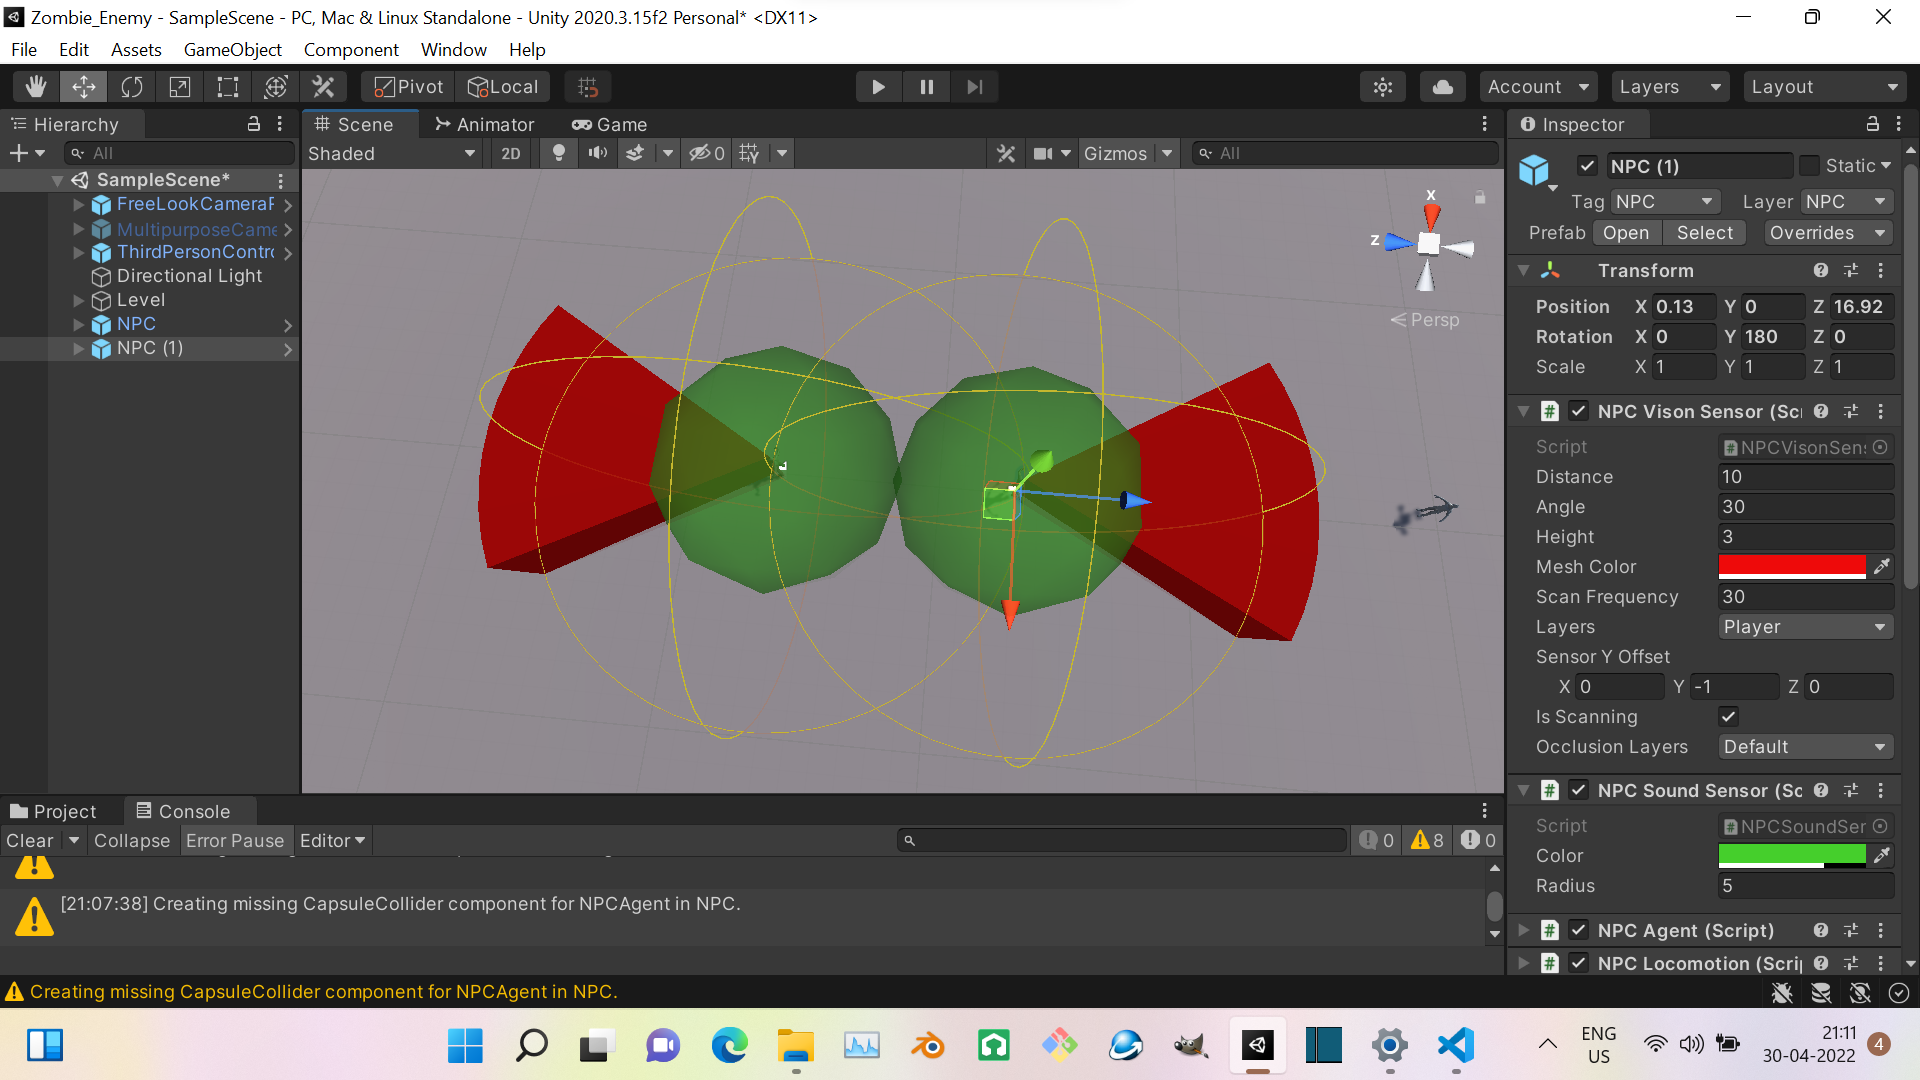 Zombie_Enemy - SampleScene - PC, Mac & Linux Standalone - Unity 2020.3.15f2 Personal* <DX11>
File Edit Assets GameObject Component Window Help
Pivot Local Account Layers Layout
Hierarchy
All
SampleScene*
FreeLookCameraF
MultipurposeCame
ThirdPersonContro
Directional Light
Level
NPC
NPC (1)
Scene Animator Game
Shaded 2D 0 Gizmos All
X
Z
Persp
Inspector
NPC (1) Static
Tag NPC Layer NPC
Prefab Open Select Overrides
Transform
Position X 0.13 Y 0 Z 16.92
Rotation X 0 Y 180 Z 0
Scale X 1 Y 1 Z 1
NPC Vison Sensor (Sc
Script NPCVisonSens
Distance 10
Angle 30
Height 3
Mesh Color
Scan Frequency 30
Layers Player
Sensor Y Offset
X 0 Y -1 Z 0
Is Scanning
Occlusion Layers Default
NPC Sound Sensor (Sc
Script NPCSoundSer
Color
Radius 5
NPC Agent (Script)
NPC Locomotion (Scrip
Project Console
Clear Collapse Error Pause Editor 0 8 0
[21:07:38] Creating missing CapsuleCollider component for NPCAgent in NPC.
Creating missing CapsuleCollider component for NPCAgent in NPC.
ENG
US
21:11
30-04-2022
4